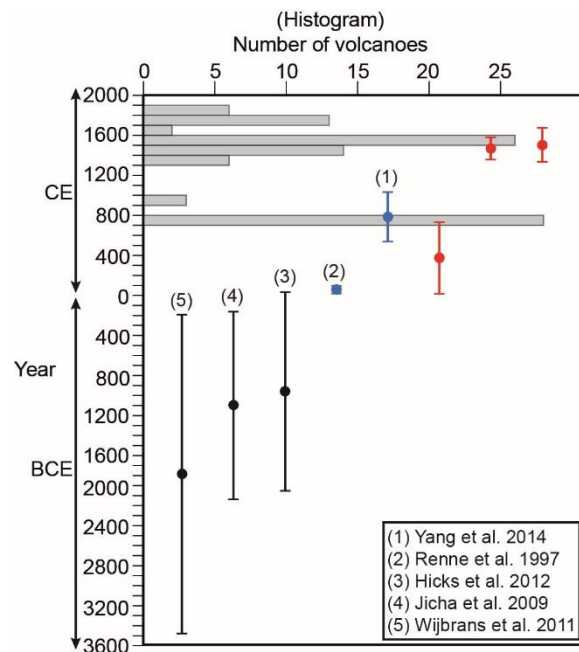 (Histogram)
Number of volcanoes
0 5 10 15 20 25
2000
1600
1200
CE
800
400
0
400
Year
800
1200
1600
BCE
2000
2400
2800
3200
3600
(1)
(2)
(3)
(4)
(5)
(1) Yang et al. 2014
(2) Renne et al. 1997
(3) Hicks et al. 2012
(4) Jicha et al. 2009
(5) Wijbrans et al. 2011